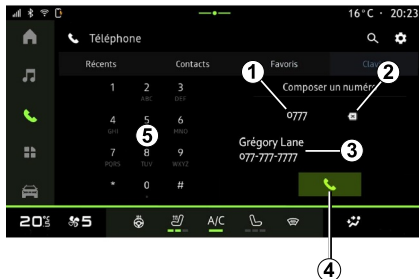 16°C · 20:23
Téléphone
Récents Contacts Favoris Clavier
1 2 3
ABC DEF
Composer un numéro
1 2
0777
4 5 6
GHI MNO
5
Grégory Lane
077-777-7777
3
7 8 9
PQRS TUV WXYZ
* 0 #
20.5 5 A/C
4